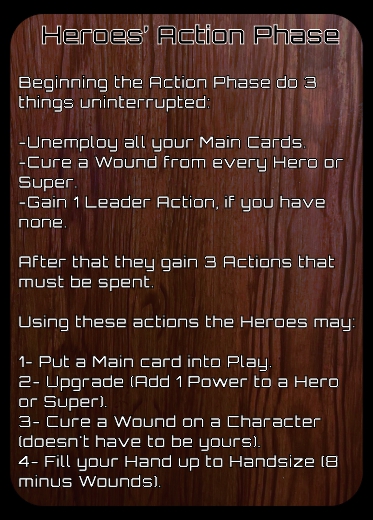 Heroes' Action Phase
Beginning the Action Phase do 3
things uninterrupted:
-Unemploy all your Main Cards.
-Cure a Wound from every Hero or
Super.
-Gain 1 Leader Action, if you have
none.
After that they gain 3 Actions that
must be spent.
Using these actions the Heroes may:
1- Put a Main card into Play.
2- Upgrade (Add 1 Power to a Hero
or Super).
3- Cure a Wound on a Character
(doesn't have to be yours).
4- Fill your Hand up to Handsize (8
minus Wounds).